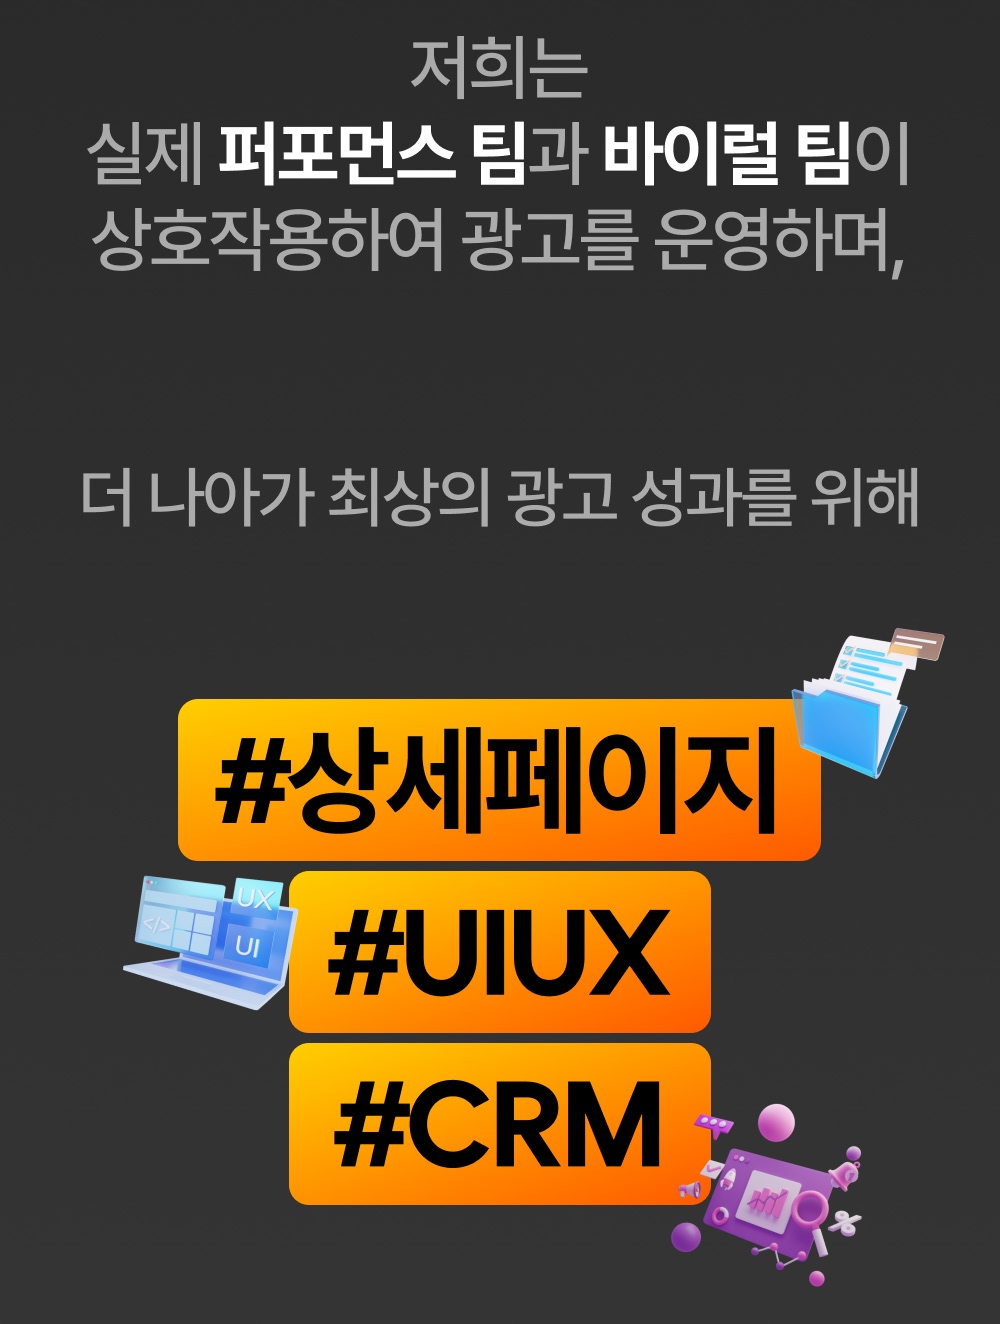 저희는
실제 퍼포먼스 팀과 바이럴 팀이
상호작용하여 광고를 운영하며,
더 나아가 최상의 광고 성과를 위해
#상세페이지
UX
</>
UI
#UIUX
#CRM
%